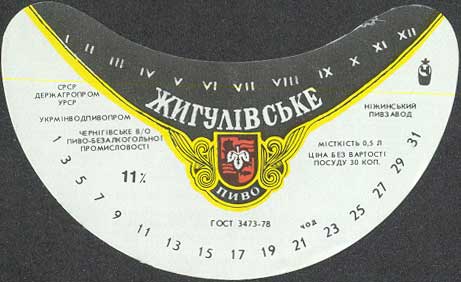 I II III IV V VI VII VIII IX X XI XII
ЖИГУЛІВСЬКЕ
ПИВО
СРСР
ДЕРЖАГРОПРОМ
УРСР
УКРМІНВОДПИВОПРОМ
ЧЕРНІГІВСЬКЕ В/О
ПИВО-БЕЗАЛКОГОЛЬНОЇ
ПРОМИСЛОВОСТІ
11%
НІЖИНСЬКИЙ
ПИВЗАВОД
МІСТКІСТЬ 0,5 Л
ЦІНА БЕЗ ВАРТОСТІ
ПОСУДУ 30 КОП.
ГОСТ 3473-78
1 3 5 7 9 11 13 15 17 19 21 23 25 27 29 31